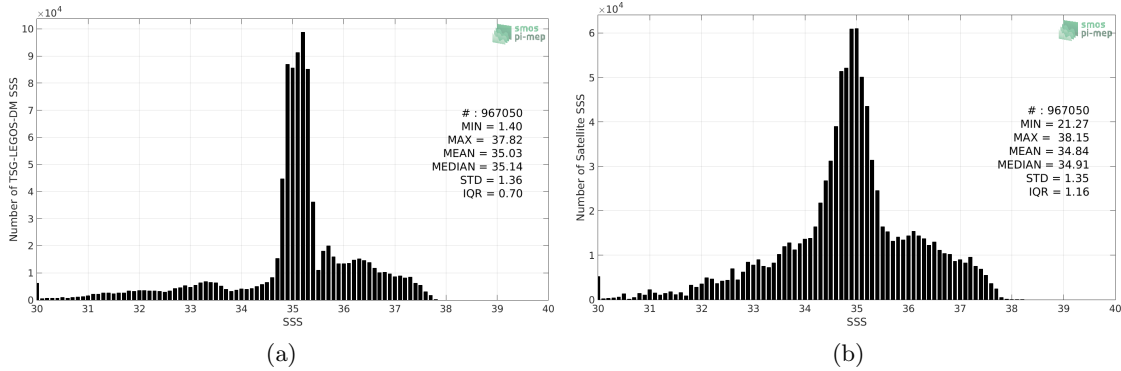 ×10⁴
Number of TSG-LEGOS-DM SSS
10
9
8
7
6
5
4
3
2
1
0
30 31 32 33 34 35 36 37 38 39 40
SSS
smos
pi-mep
# : 967050
MIN = 1.40
MAX = 37.82
MEAN = 35.03
MEDIAN = 35.14
STD = 1.36
IQR = 0.70
(a)
×10⁴
Number of Satellite SSS
6
5
4
3
2
1
0
30 31 32 33 34 35 36 37 38 39 40
SSS
smos
pi-mep
# : 967050
MIN = 21.27
MAX = 38.15
MEAN = 34.84
MEDIAN = 34.91
STD = 1.35
IQR = 1.16
(b)